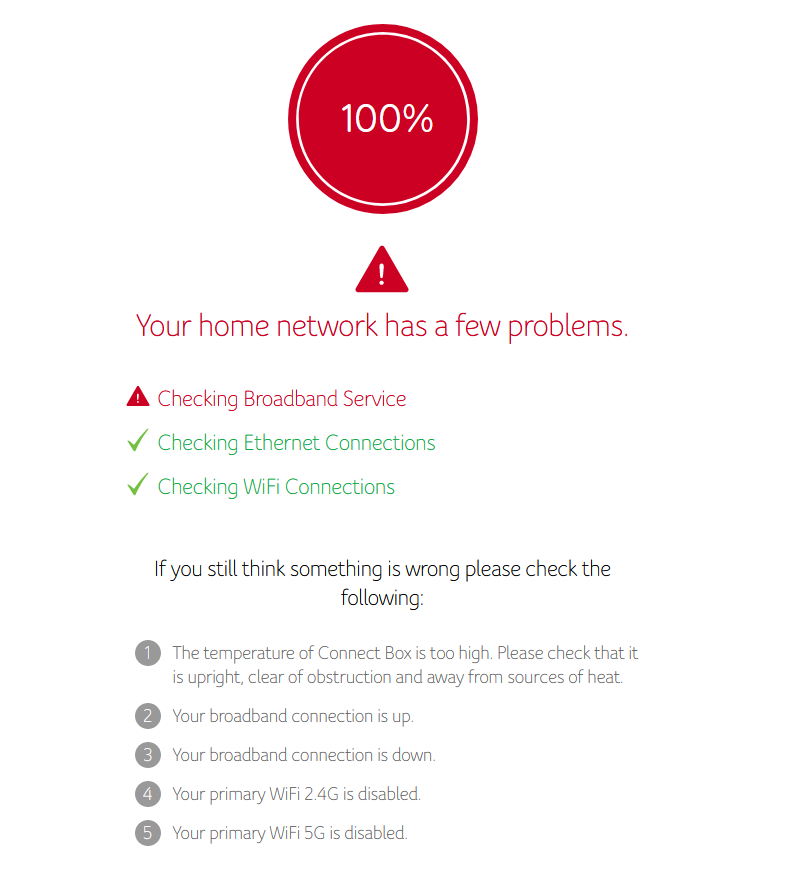 100%
Your home network has a few problems.
Checking Broadband Service
Checking Ethernet Connections
Checking WiFi Connections
If you still think something is wrong please check the
following:
1 The temperature of Connect Box is too high. Please check that it
is upright, clear of obstruction and away from sources of heat.
2 Your broadband connection is up.
3 Your broadband connection is down.
4 Your primary WiFi 2.4G is disabled.
5 Your primary WiFi 5G is disabled.